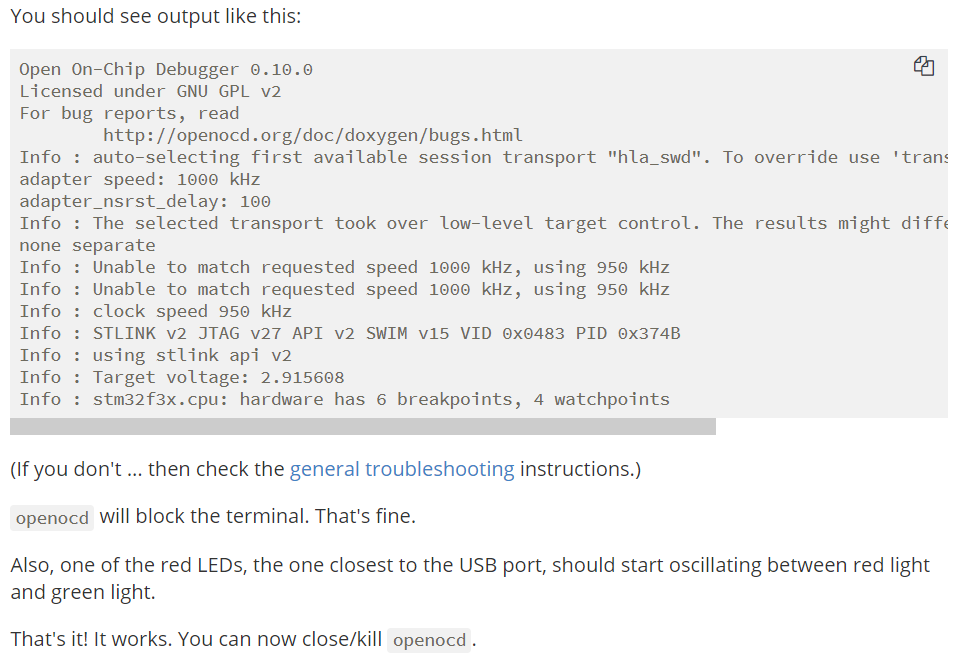 You should see output like this:
Open On-Chip Debugger 0.10.0
Licensed under GNU GPL v2
For bug reports, read
        http://openocd.org/doc/doxygen/bugs.html
Info : auto-selecting first available session transport "hla_swd". To override use 'trans
adapter speed: 1000 kHz
adapter_nsrst_delay: 100
Info : The selected transport took over low-level target control. The results might diffe
none separate
Info : Unable to match requested speed 1000 kHz, using 950 kHz
Info : Unable to match requested speed 1000 kHz, using 950 kHz
Info : clock speed 950 kHz
Info : STLINK v2 JTAG v27 API v2 SWIM v15 VID 0x0483 PID 0x374B
Info : using stlink api v2
Info : Target voltage: 2.915608
Info : stm32f3x.cpu: hardware has 6 breakpoints, 4 watchpoints
(If you don't ... then check the general troubleshooting instructions.)
openocd will block the terminal. That's fine.
Also, one of the red LEDs, the one closest to the USB port, should start oscillating between red light
and green light.
That's it! It works. You can now close/kill openocd.